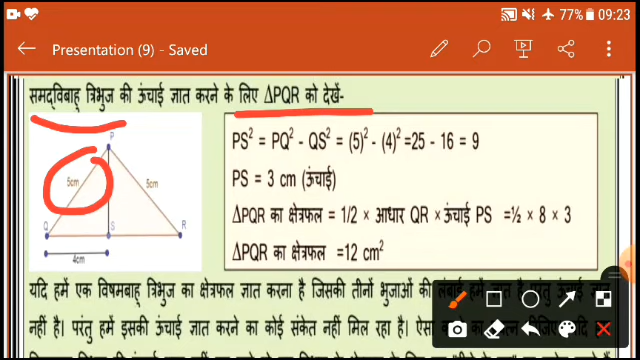 77% 09:23
Presentation (9) - Saved
समद्विबाहु त्रिभुज की ऊंचाई ज्ञात करने के लिए ΔPQR को देखें-
P
5cm 5cm
Q S R
4cm
PS² = PQ² - QS² = (5)² - (4)² =25 - 16 = 9
PS = 3 cm (ऊंचाई)
ΔPQR का क्षेत्रफल = 1/2 × आधार QR × ऊंचाई PS =½ × 8 × 3
ΔPQR का क्षेत्रफल =12 cm²
यदि हमें एक विषमबाहु त्रिभुज का क्षेत्रफल ज्ञात करना है जिसकी तीनों भुजाओं की लंबाई हमें ज्ञात है परंतु ऊंचाई ज्ञात
नहीं है। परंतु हमें इसकी ऊंचाई ज्ञात करने का कोई संकेत नहीं मिल रहा है।